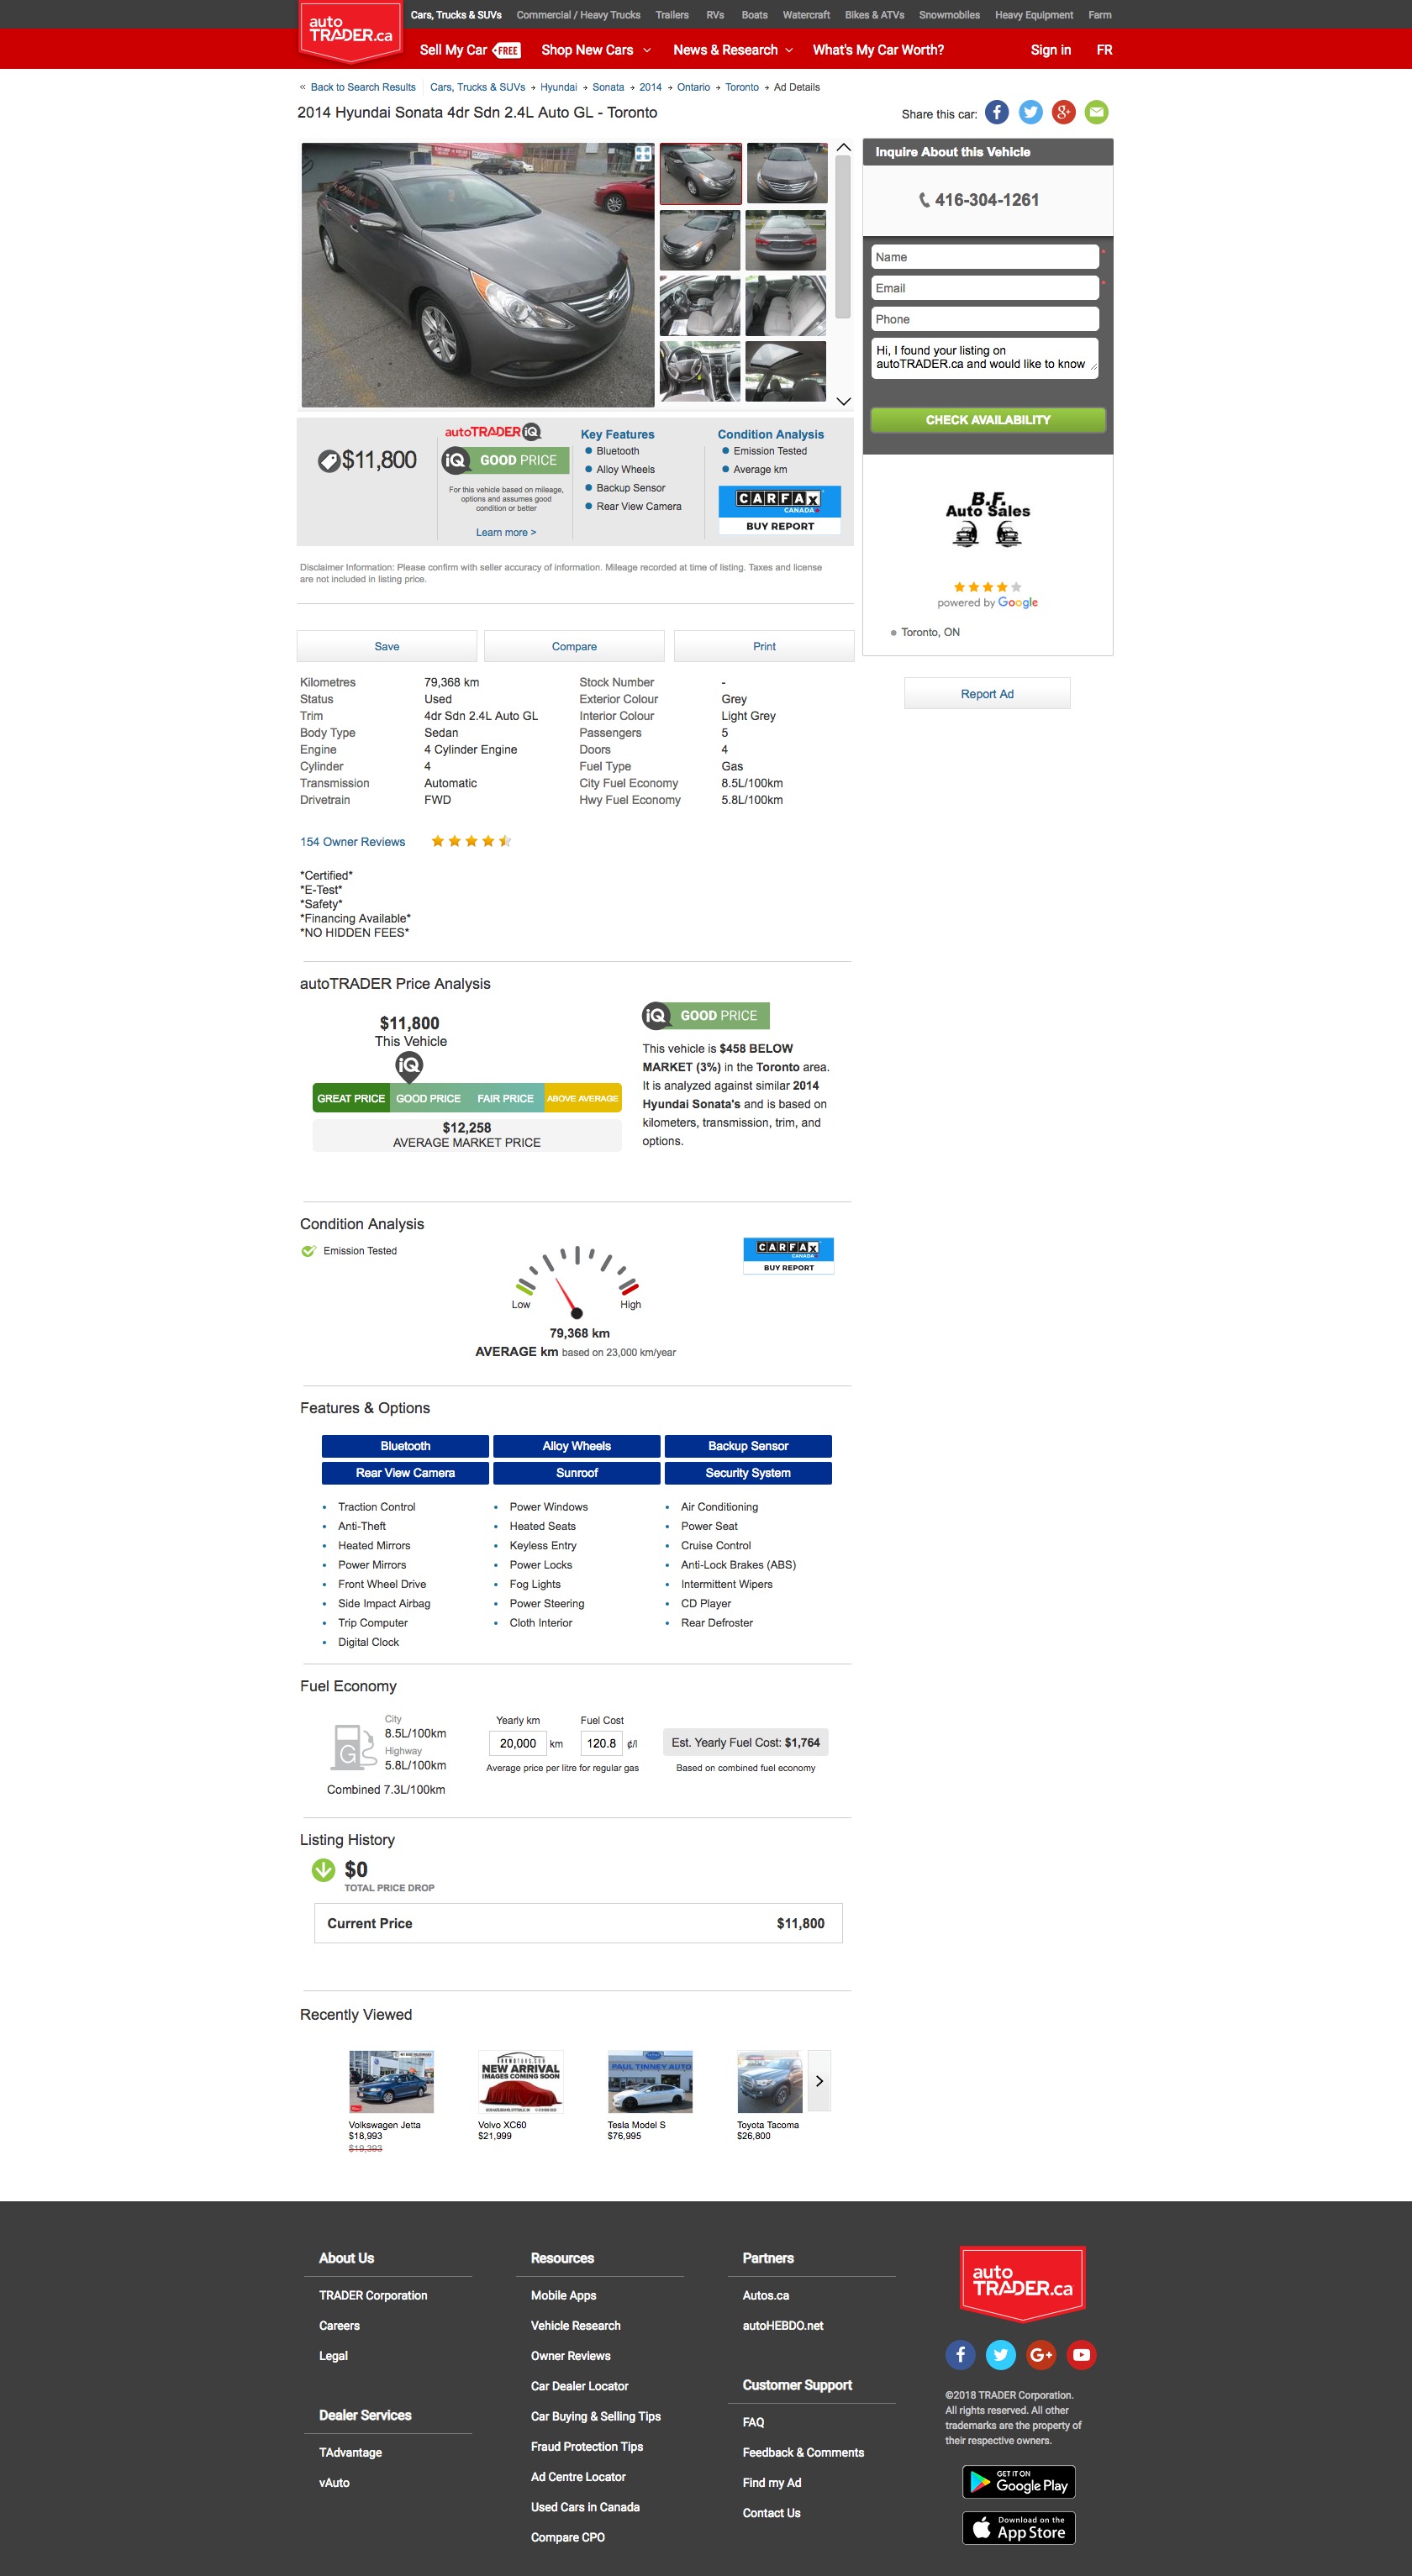 auto
TRADER.ca
Cars, Trucks & SUVs Commercial / Heavy Trucks Trailers RVs Boats Watercraft Bikes & ATVs Snowmobiles Heavy Equipment Farm
Sell My Car FREE Shop New Cars News & Research What's My Car Worth? Sign in FR
« Back to Search Results Cars, Trucks & SUVs Hyundai Sonata 2014 Ontario Toronto Ad Details
2014 Hyundai Sonata 4dr Sdn 2.4L Auto GL - Toronto
Share this car:
Inquire About this Vehicle
416-304-1261
Name *
Email *
Phone
Hi, I found your listing on
autoTRADER.ca and would like to know
CHECK AVAILABILITY
$11,800
autoTRADER iQ
iQ GOOD PRICE
For this vehicle based on mileage,
options and assumes good
condition or better
Learn more >
Key Features
Bluetooth
Alloy Wheels
Backup Sensor
Rear View Camera
Condition Analysis
Emission Tested
Average km
CARFAX
CANADA
BUY REPORT
B.F.
Auto Sales
powered by Google
Toronto, ON
Report Ad
Disclaimer Information: Please confirm with seller accuracy of information. Mileage recorded at time of listing. Taxes and license
are not included in listing price.
Save Compare Print
Kilometres 79,368 km Stock Number -
Status Used Exterior Colour Grey
Trim 4dr Sdn 2.4L Auto GL Interior Colour Light Grey
Body Type Sedan Passengers 5
Engine 4 Cylinder Engine Doors 4
Cylinder 4 Fuel Type Gas
Transmission Automatic City Fuel Economy 8.5L/100km
Drivetrain FWD Hwy Fuel Economy 5.8L/100km
154 Owner Reviews
*Certified*
*E-Test*
*Safety*
*Financing Available*
*NO HIDDEN FEES*
autoTRADER Price Analysis
$11,800
This Vehicle
iQ
GREAT PRICE GOOD PRICE FAIR PRICE ABOVE AVERAGE
$12,258
AVERAGE MARKET PRICE
iQ GOOD PRICE
This vehicle is $458 BELOW
MARKET (3%) in the Toronto area.
It is analyzed against similar 2014
Hyundai Sonata's and is based on
kilometers, transmission, trim, and
options.
Condition Analysis
Emission Tested
Low High
79,368 km
AVERAGE km based on 23,000 km/year
CARFAX
CANADA
BUY REPORT
Features & Options
Bluetooth Alloy Wheels Backup Sensor
Rear View Camera Sunroof Security System
Traction Control Power Windows Air Conditioning
Anti-Theft Heated Seats Power Seat
Heated Mirrors Keyless Entry Cruise Control
Power Mirrors Power Locks Anti-Lock Brakes (ABS)
Front Wheel Drive Fog Lights Intermittent Wipers
Side Impact Airbag Power Steering CD Player
Trip Computer Cloth Interior Rear Defroster
Digital Clock
Fuel Economy
G
City
8.5L/100km
Highway
5.8L/100km
Combined 7.3L/100km
Yearly km Fuel Cost
20,000 km 120.8 ¢/l
Average price per litre for regular gas
Est. Yearly Fuel Cost: $1,764
Based on combined fuel economy
Listing History
$0
TOTAL PRICE DROP
Current Price $11,800
Recently Viewed
NEW ARRIVAL
IMAGES COMING SOON
PAUL TINNEY AUTO
Volkswagen Jetta Volvo XC60 Tesla Model S Toyota Tacoma
$18,993 $21,999 $76,995 $26,800
$19,393
About Us
TRADER Corporation
Careers
Legal
Dealer Services
TAdvantage
vAuto
Resources
Mobile Apps
Vehicle Research
Owner Reviews
Car Dealer Locator
Car Buying & Selling Tips
Fraud Protection Tips
Ad Centre Locator
Used Cars in Canada
Compare CPO
Partners
Autos.ca
autoHEBDO.net
Customer Support
FAQ
Feedback & Comments
Find my Ad
Contact Us
auto
TRADER.ca
©2018 TRADER Corporation.
All rights reserved. All other
trademarks are the property of
their respective owners.
GET IT ON
Google Play
Download on the
App Store